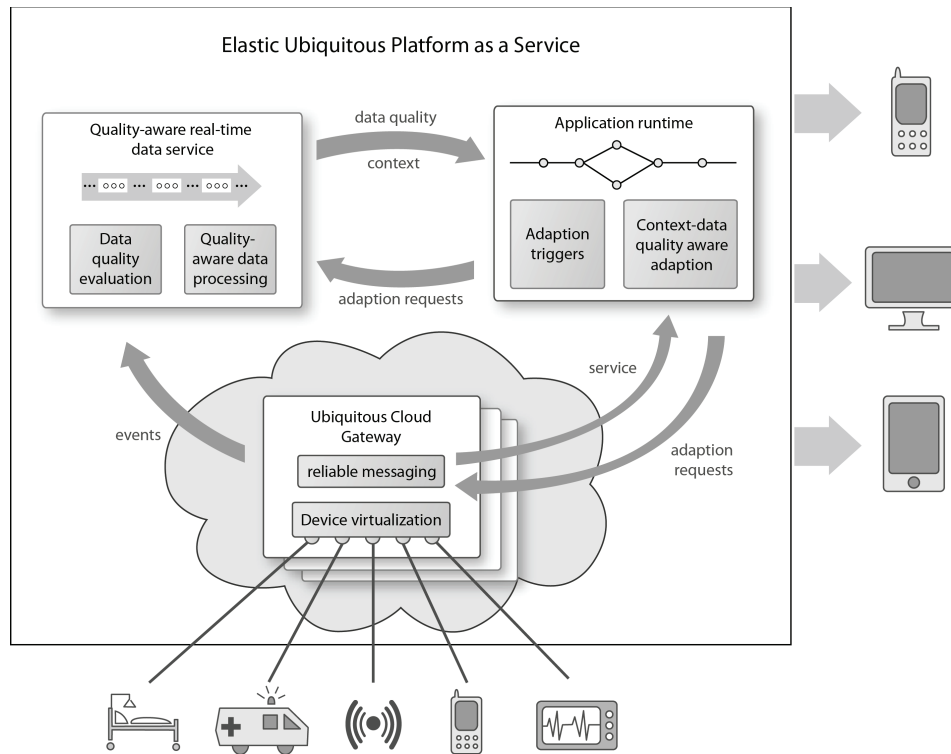 Elastic Ubiquitous Platform as a Service
Quality-aware real-time
data service
Data
quality
evaluation
Quality-
aware data
processing
data quality
context
adaption requests
Application runtime
Adaption
triggers
Context-data
quality aware
adaption
events
service
adaption
requests
Ubiquitous Cloud
Gateway
reliable messaging
Device virtualization